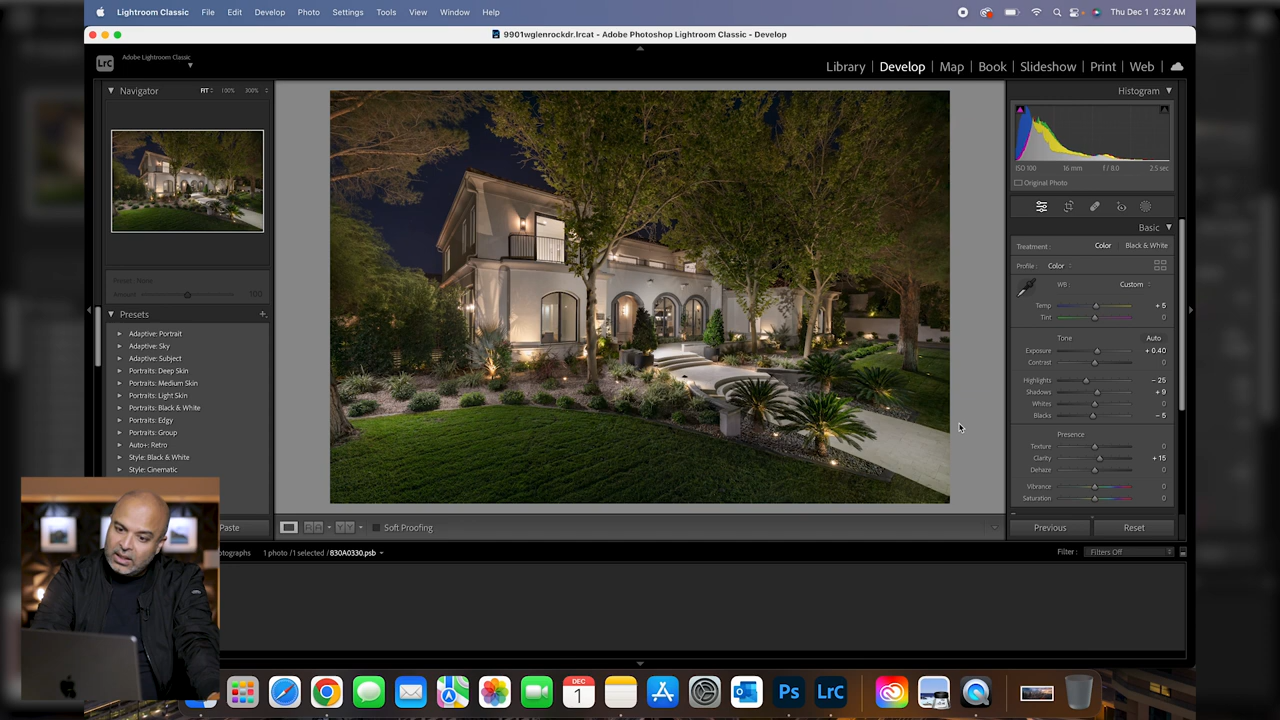 Lightroom Classic File Edit Develop Photo Settings Tools View Window Help Thu Dec 1 2:32 AM
9901wglenrockdr.lrcat - Adobe Photoshop Lightroom Classic - Develop
LrC Adobe Lightroom Classic
Library | Develop | Map | Book | Slideshow | Print | Web
Navigator FIT 100% 300%
Preset: None
Amount 100
Presets +
Adaptive: Portrait
Adaptive: Sky
Adaptive: Subject
Portraits: Deep Skin
Portraits: Medium Skin
Portraits: Light Skin
Portraits: Black & White
Portraits: Edgy
Portraits: Group
Auto+: Retro
Style: Black & White
Style: Cinematic
Paste
Soft Proofing
Histogram
ISO 100 16 mm f / 8.0 2.5 sec
Original Photo
Basic
Treatment : Color Black & White
Profile : Color
WB : Custom
Temp + 5
Tint 0
Tone Auto
Exposure + 0.40
Contrast 0
Highlights − 25
Shadows + 9
Whites 0
Blacks − 5
Presence
Texture 0
Clarity + 15
Dehaze 0
Vibrance 0
Saturation 0
Previous Reset
otographs 1 photo /1 selected /830A0330.psb
Filter : Filters Off
DEC
1
Ps
LrC